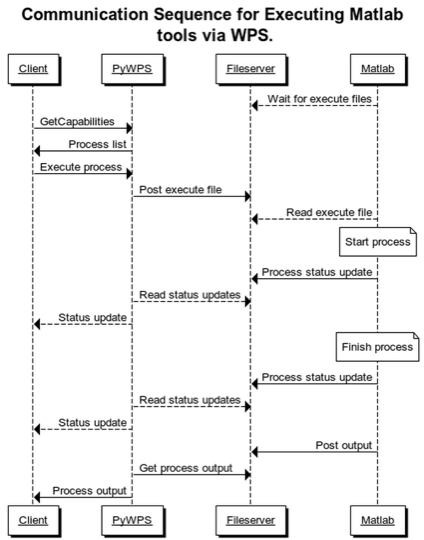 Communication Sequence for Executing Matlab
tools via WPS.
Client PyWPS Fileserver Matlab
Wait for execute files
GetCapabilities
Process list
Execute process
Post execute file
Read execute file
Start process
Process status update
Read status updates
Status update
Finish process
Process status update
Read status updates
Status update
Post output
Get process output
Process output
Client PyWPS Fileserver Matlab